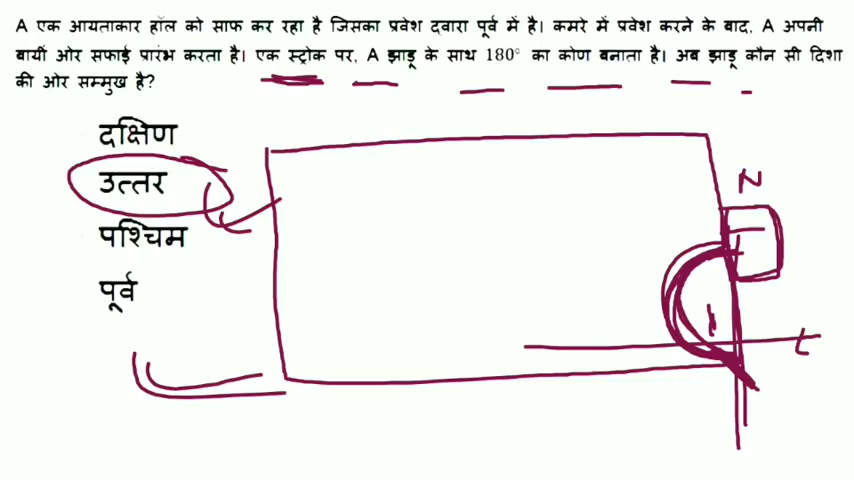 A एक आयताकार हॉल को साफ कर रहा है जिसका प्रवेश दवारा पूर्व में है। कमरे में प्रवेश करने के बाद, A अपनी
बायीं ओर सफाई प्रारंभ करता है। एक स्ट्रोक पर, A झाडू के साथ 180° का कोण बनाता है। अब झाडू कौन सी दिशा
की ओर सम्मुख है?
दक्षिण
उत्तर
पश्चिम
पूर्व
N